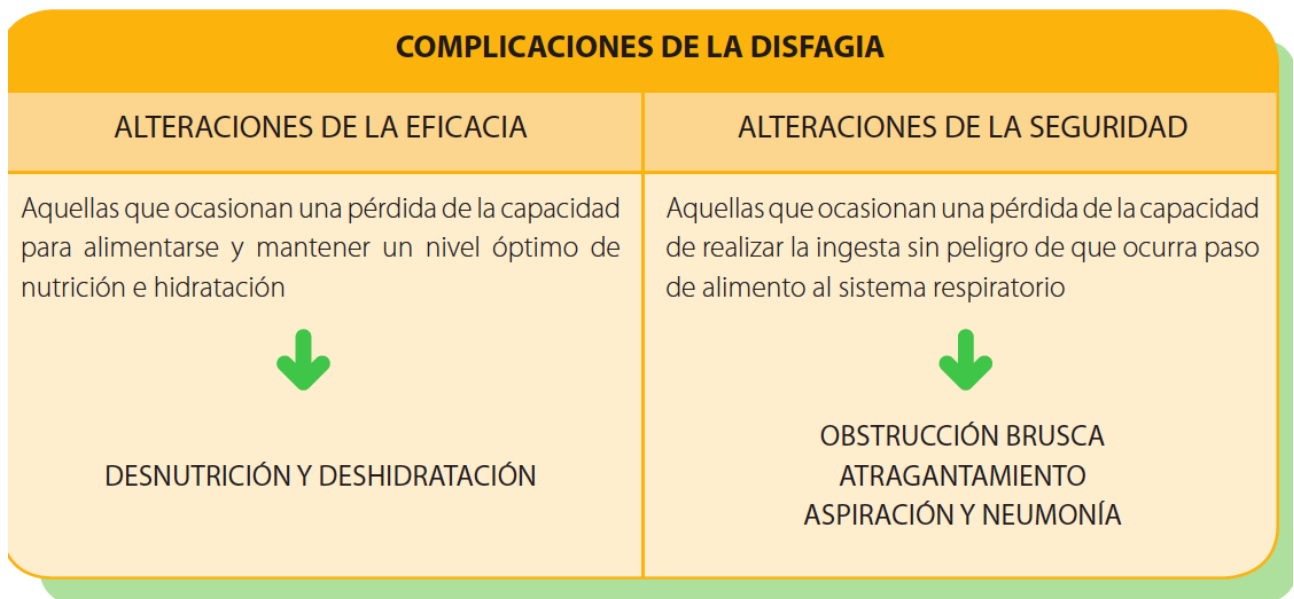 COMPLICACIONES DE LA DISFAGIA
ALTERACIONES DE LA EFICACIA
Aquellas que ocasionan una pérdida de la capacidad
para alimentarse y mantener un nivel óptimo de
nutrición e hidratación
DESNUTRICIÓN Y DESHIDRATACIÓN
ALTERACIONES DE LA SEGURIDAD
Aquellas que ocasionan una pérdida de la capacidad
de realizar la ingesta sin peligro de que ocurra paso
de alimento al sistema respiratorio
OBSTRUCCIÓN BRUSCA
ATRAGANTAMIENTO
ASPIRACIÓN Y NEUMONÍA